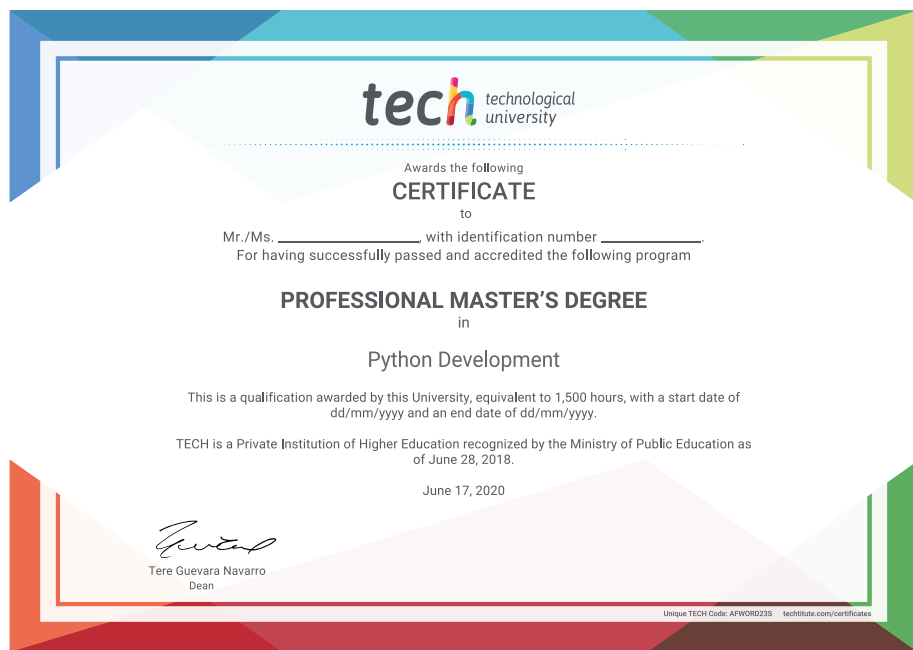 tech technological
university
Awards the following
CERTIFICATE
to
Mr./Ms. ____________________, with identification number ______________.
For having successfully passed and accredited the following program
PROFESSIONAL MASTER'S DEGREE
in
Python Development
This is a qualification awarded by this University, equivalent to 1,500 hours, with a start date of
dd/mm/yyyy and an end date of dd/mm/yyyy.
TECH is a Private Institution of Higher Education recognized by the Ministry of Public Education as
of June 28, 2018.
June 17, 2020
Tere Guevara Navarro
Dean
Unique TECH Code: AFWORD23S techtitute.com/certificates